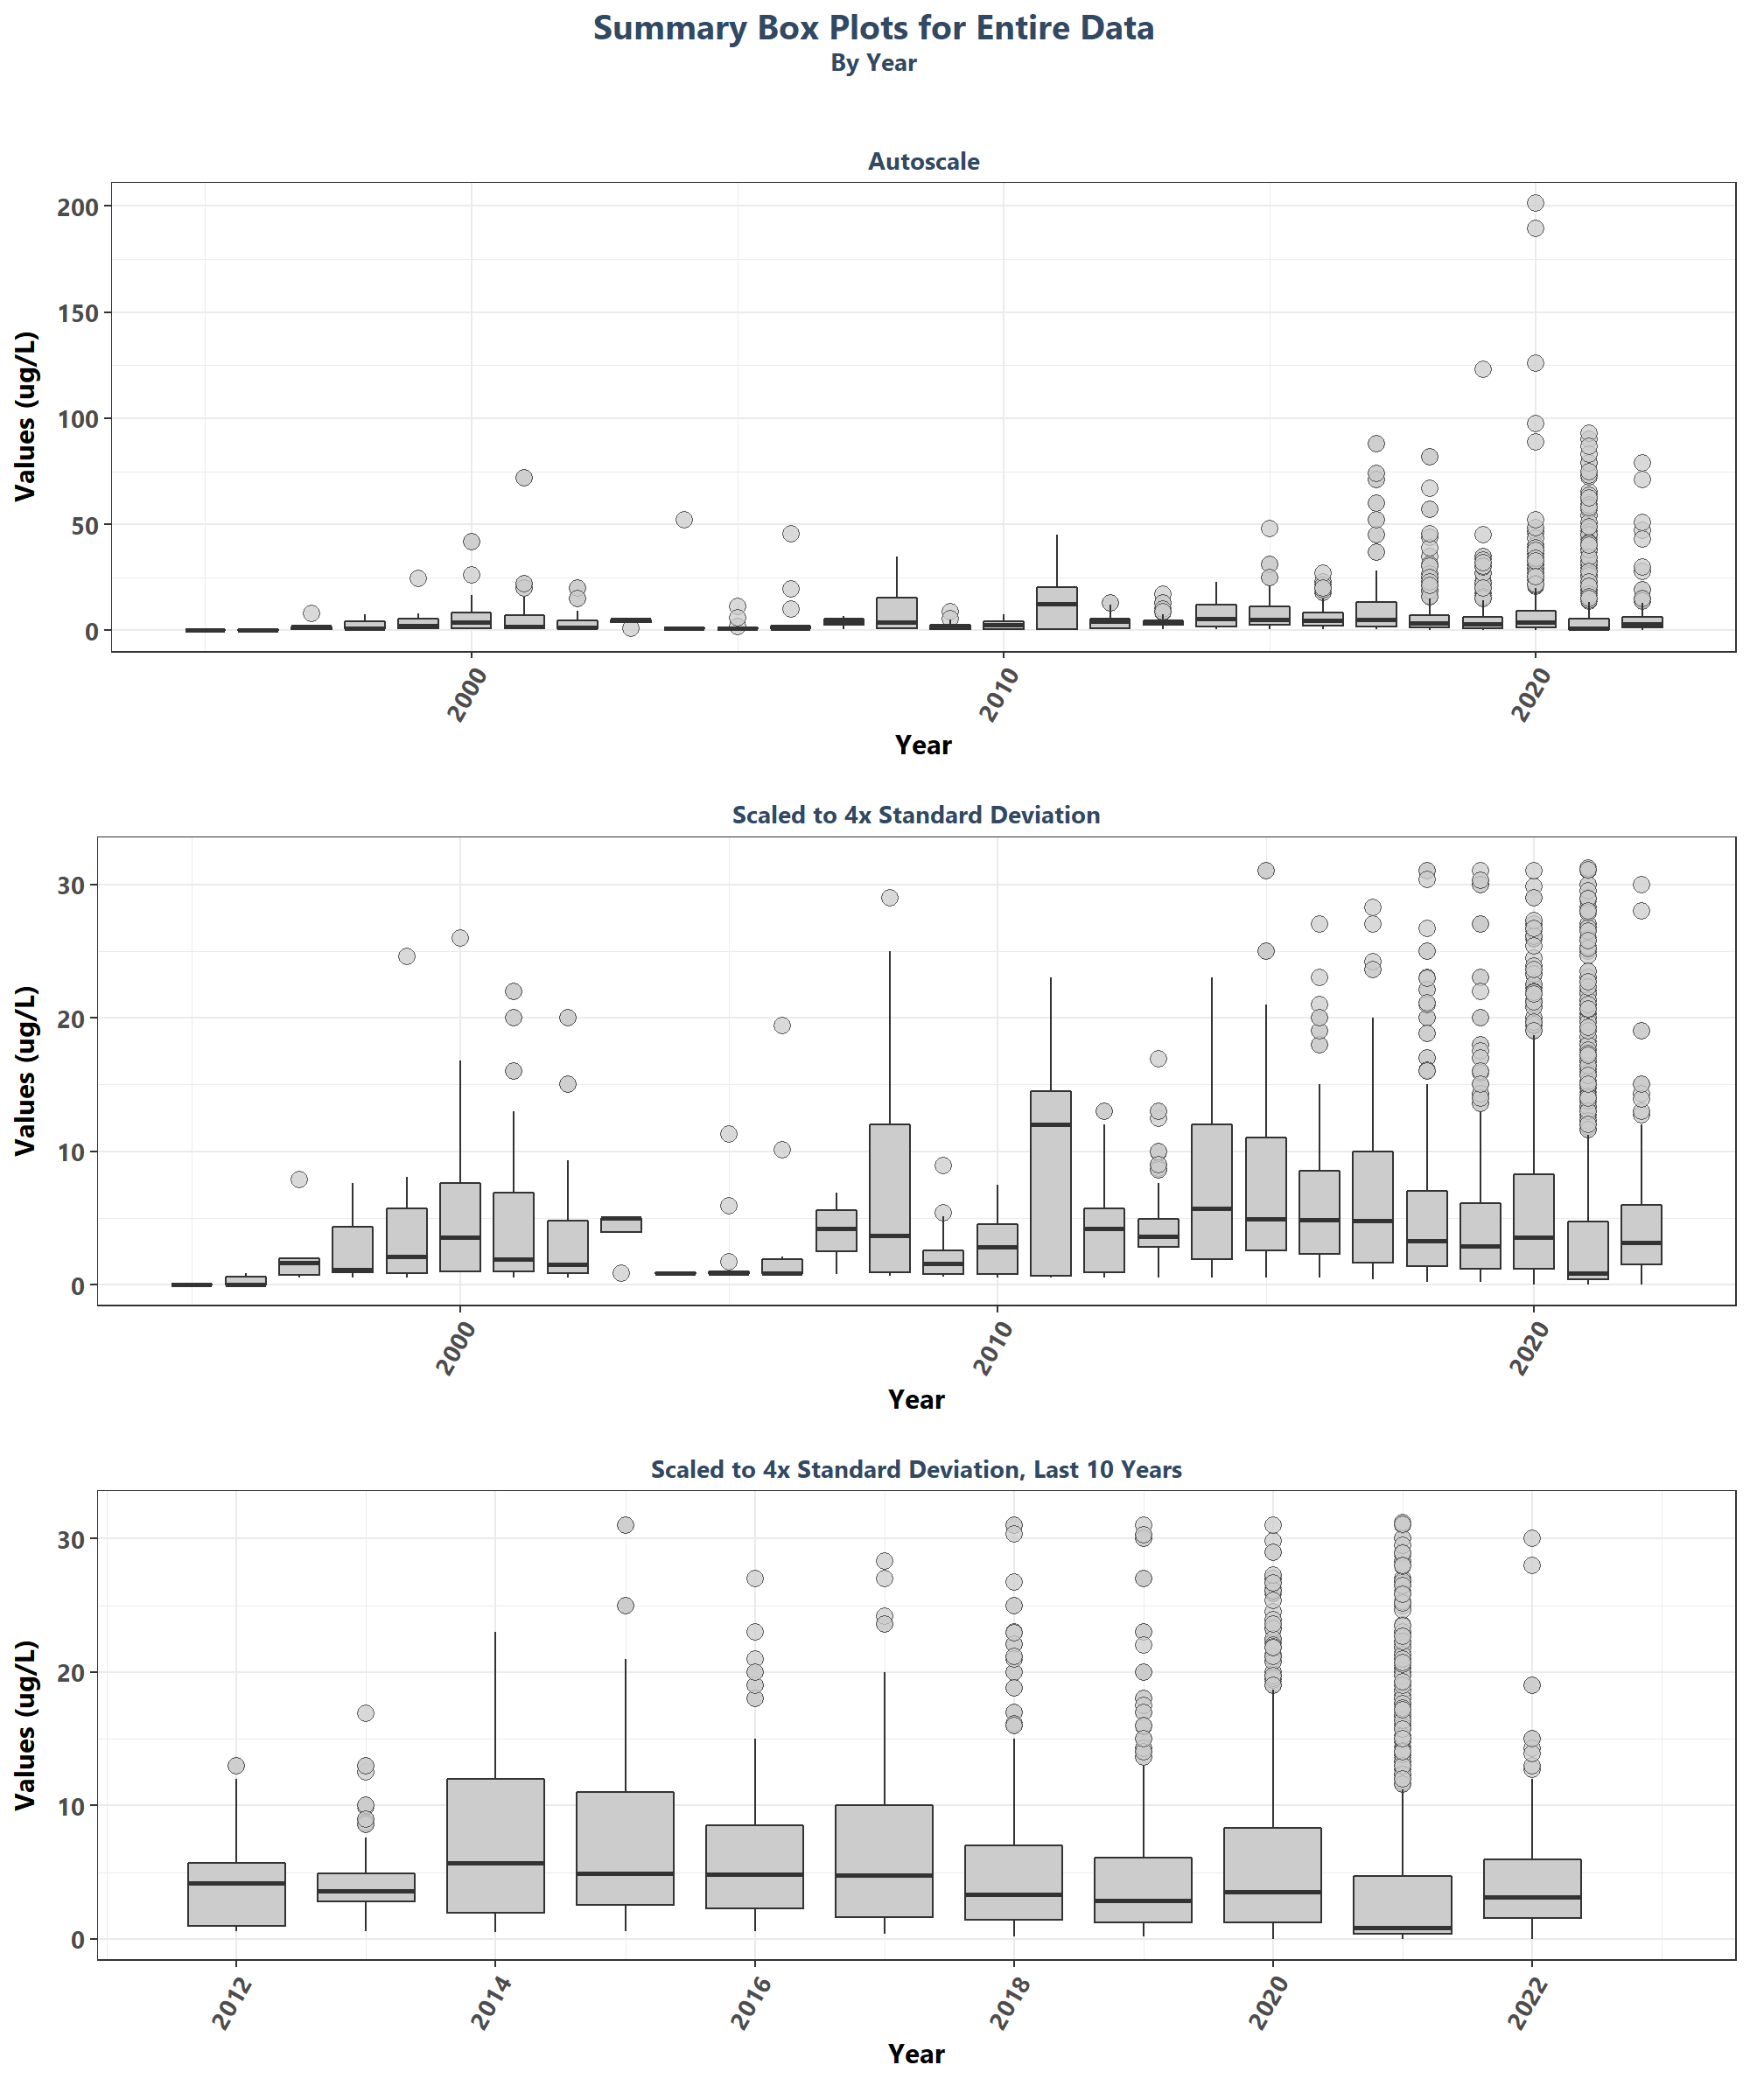 Summary Box Plots for Entire Data
By Year
Autoscale
Values (ug/L)
200
150
100
50
0
2000
2010
2020
Year
Scaled to 4x Standard Deviation
Values (ug/L)
30
20
10
0
2000
2010
2020
Year
Scaled to 4x Standard Deviation, Last 10 Years
Values (ug/L)
30
20
10
0
2012
2014
2016
2018
2020
2022
Year